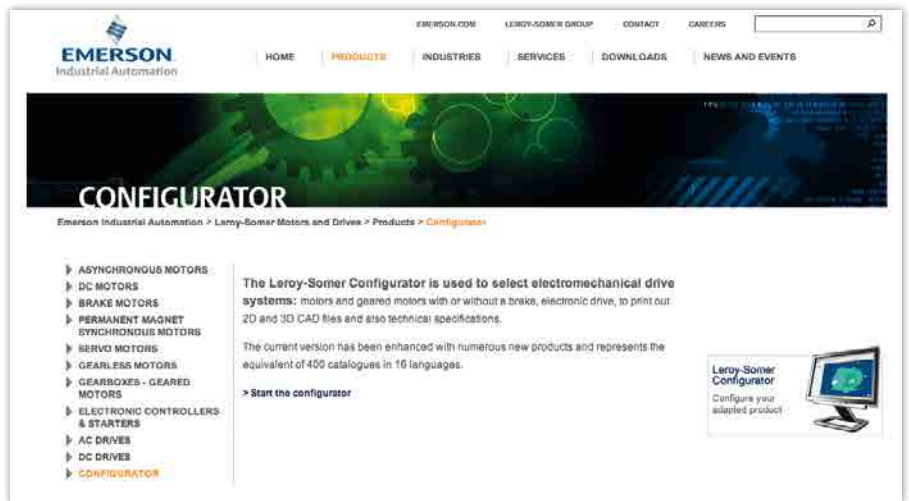 EMERSON.COM LEROY-SOMER GROUP CONTACT CAREERS
EMERSON
Industrial Automation
HOME PRODUCTS INDUSTRIES SERVICES DOWNLOADS NEWS AND EVENTS
CONFIGURATOR
Emerson Industrial Automation > Leroy-Somer Motors and Drives > Products > Configurator
ASYNCHRONOUS MOTORS
DC MOTORS
BRAKE MOTORS
PERMANENT MAGNET
SYNCHRONOUS MOTORS
SERVO MOTORS
GEARLESS MOTORS
GEARBOXES - GEARED
MOTORS
ELECTRONIC CONTROLLERS
& STARTERS
AC DRIVES
DC DRIVES
CONFIGURATOR
The Leroy-Somer Configurator is used to select electromechanical drive
systems: motors and geared motors with or without a brake, electronic drive, to print out
2D and 3D CAD files and also technical specifications.
The current version has been enhanced with numerous new products and represents the
equivalent of 400 catalogues in 16 languages.
> Start the configurator
Leroy-Somer
Configurator
Configure your
adapted product